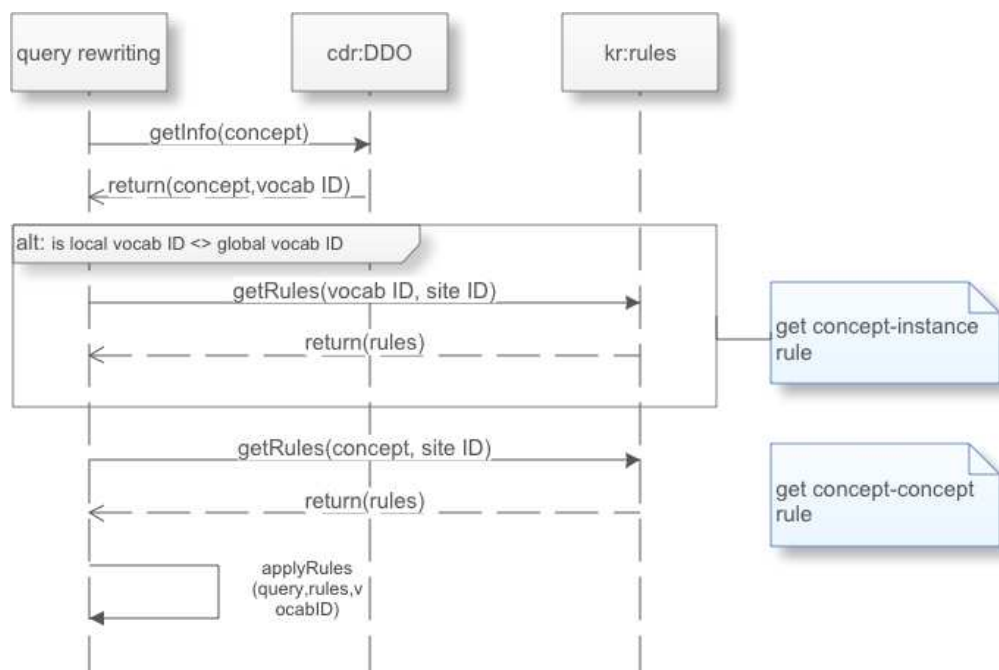 query rewriting
cdr:DDO
kr:rules
getInfo(concept)
return(concept,vocab ID)
alt: is local vocab ID <> global vocab ID
getRules(vocab ID, site ID)
return(rules)
get concept-instance
rule
getRules(concept, site ID)
return(rules)
get concept-concept
rule
applyRules
(query,rules,v
ocabID)